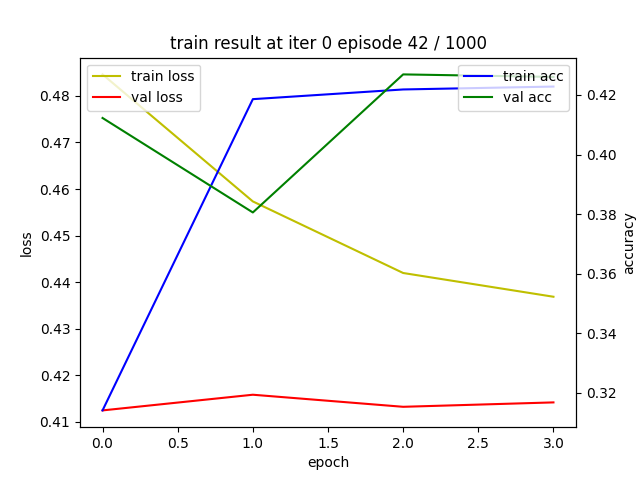 train result at iter 0 episode 42 / 1000
train loss
val loss
train acc
val acc
0.48
0.47
0.46
0.45
0.44
0.43
0.42
0.41
loss
0.42
0.40
0.38
0.36
0.34
0.32
accuracy
0.0 0.5 1.0 1.5 2.0 2.5 3.0
epoch